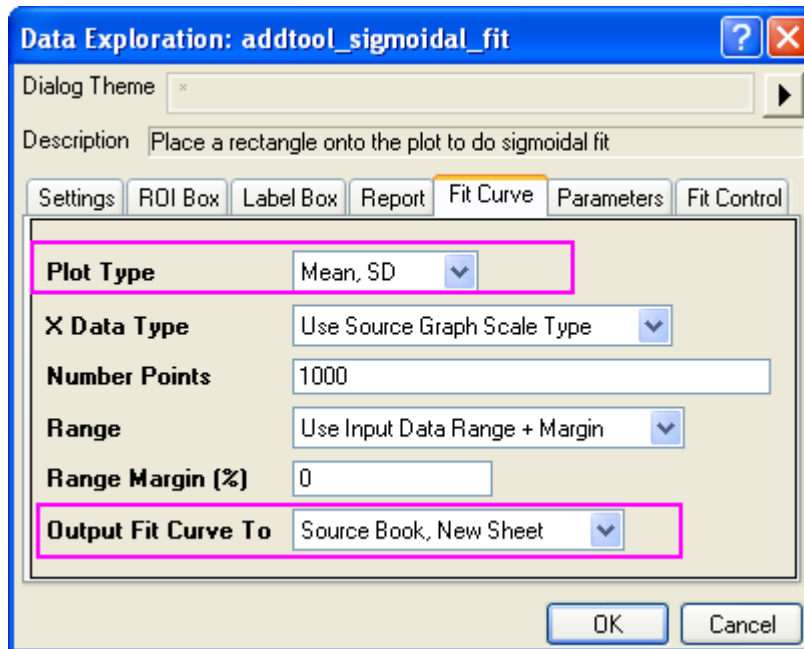 Data Exploration: addtool_sigmoidal_fit
Dialog Theme *
Description Place a rectangle onto the plot to do sigmoidal fit
Settings ROI Box Label Box Report Fit Curve Parameters Fit Control
Plot Type Mean, SD
X Data Type Use Source Graph Scale Type
Number Points 1000
Range Use Input Data Range + Margin
Range Margin (%) 0
Output Fit Curve To Source Book, New Sheet
OK Cancel